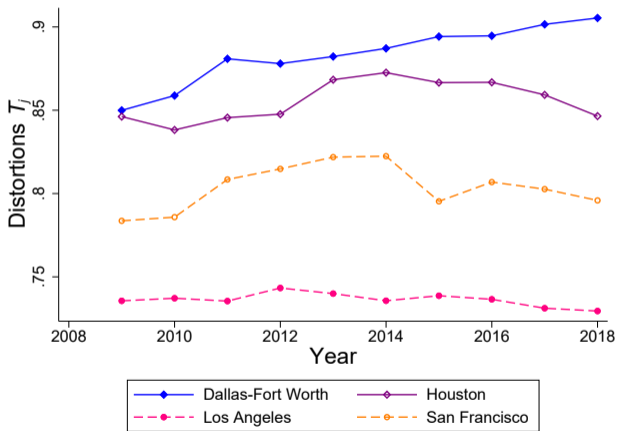 .9
.85
.8
.75
Distortions Tj
2008 2010 2012 2014 2016 2018
Year
Dallas-Fort Worth Houston
Los Angeles San Francisco